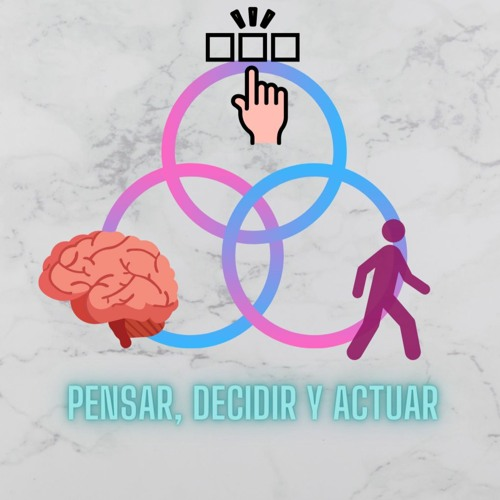 PENSAR, DECIDIR Y ACTUAR